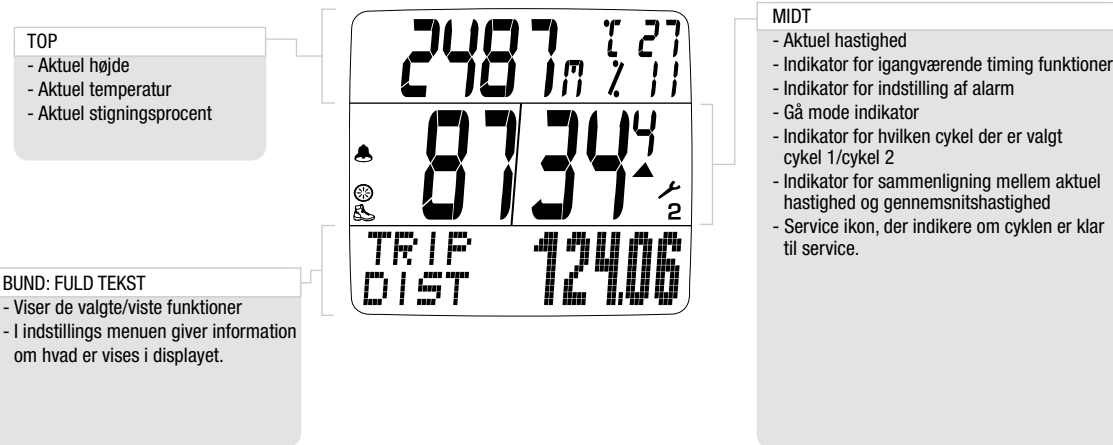 TOP
- Aktuel højde
- Aktuel temperatur
- Aktuel stigningsprocent
2487m °C 27
% 11
87 34 4
2
TRIP 124.06
DIST
MIDT
- Aktuel hastighed
- Indikator for igangværende timing funktioner
- Indikator for indstilling af alarm
- Gå mode indikator
- Indikator for hvilken cykel der er valgt
cykel 1/cykel 2
- Indikator for sammenligning mellem aktuel
hastighed og gennemsnitshastighed
- Service ikon, der indikere om cyklen er klar
til service.
BUND: FULD TEKST
- Viser de valgte/viste funktioner
- I indstillings menuen giver information
om hvad er vises i displayet.